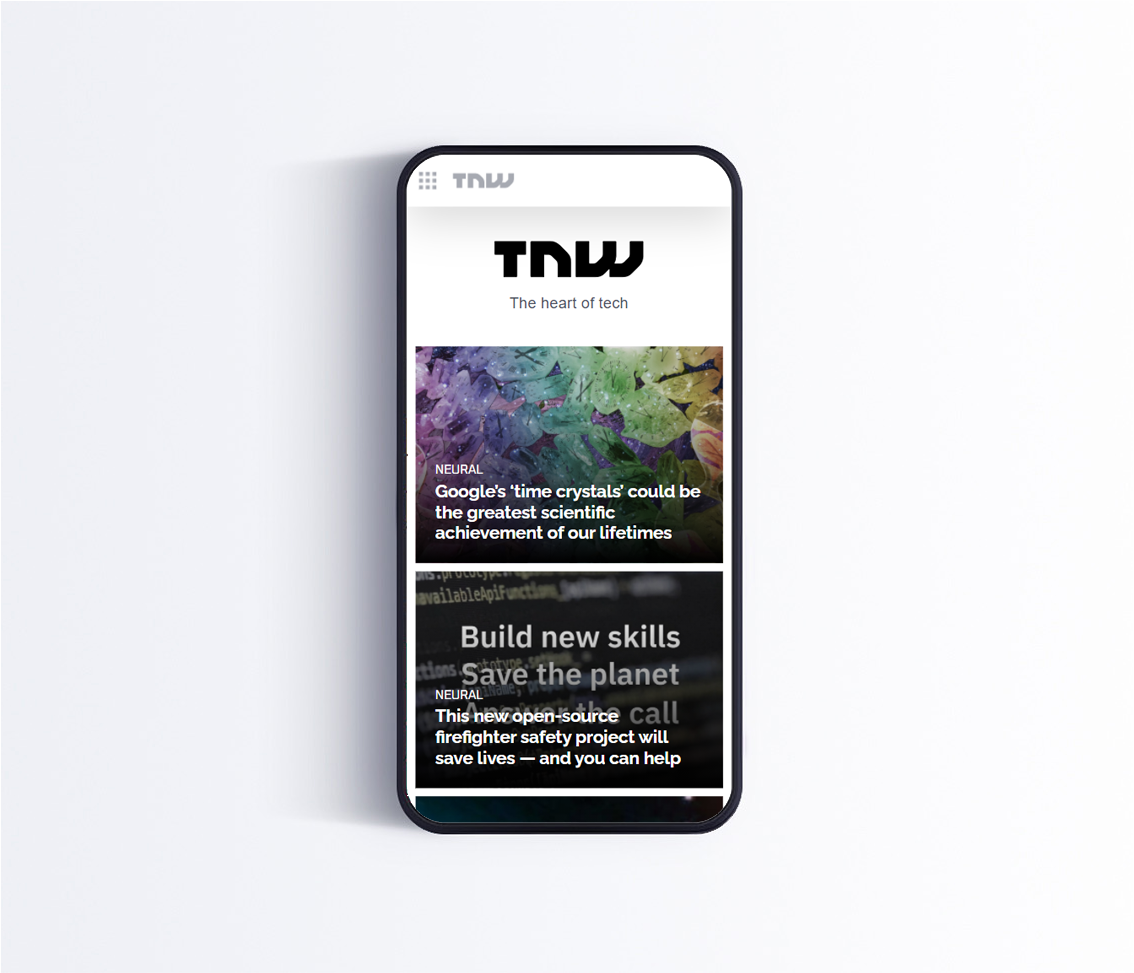 TNW
TNW
The heart of tech
NEURAL
Google's ‘time crystals’ could be
the greatest scientific
achievement of our lifetimes
availableApiFunctions
Build new skills
Save the planet
Answer the call
NEURAL
This new open-source
firefighter safety project will
save lives — and you can help